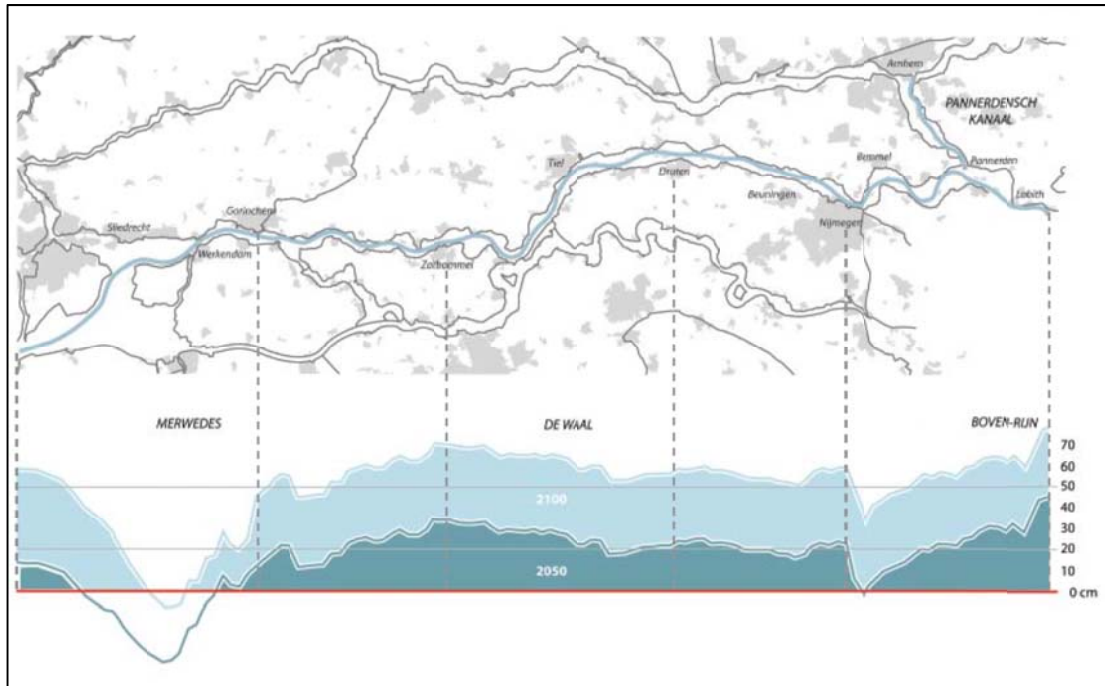 Arnhem
PANNERDENSCH
KANAAL
Pannerden
Bemmel
Lobith
Tiel
Druten
Beuningen
Nijmegen
Gorinchem
Sliedrecht
Werkendam
Zaltbommel
MERWEDES
DE WAAL
BOVEN-RIJN
70
60
50
40
30
20
10
0 cm
2100
2050